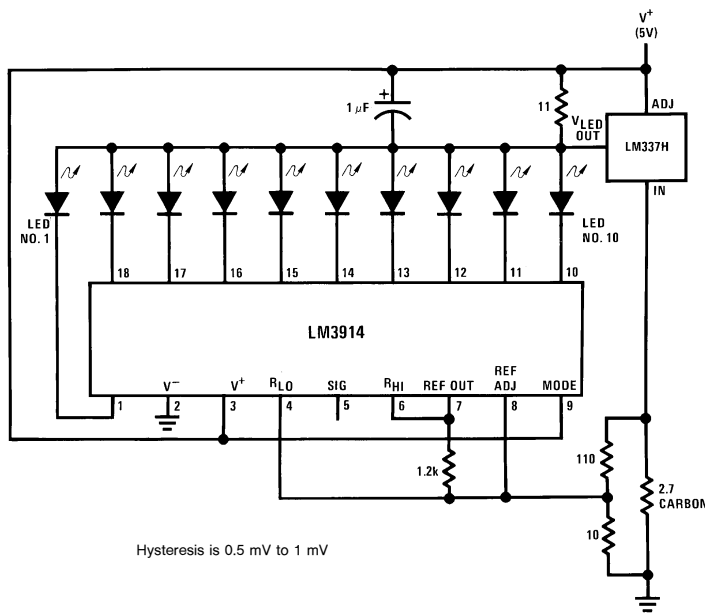 V+
(5V)
1 μF
11
ADJ
VLED
OUT
LM337H
IN
LED
NO. 1
LED
NO. 10
18 17 16 15 14 13 12 11 10
LM3914
V− V+ RLO SIG RHI REF OUT REF ADJ MODE
1 2 3 4 5 6 7 8 9
1.2k
110
10
2.7
CARBON
Hysteresis is 0.5 mV to 1 mV